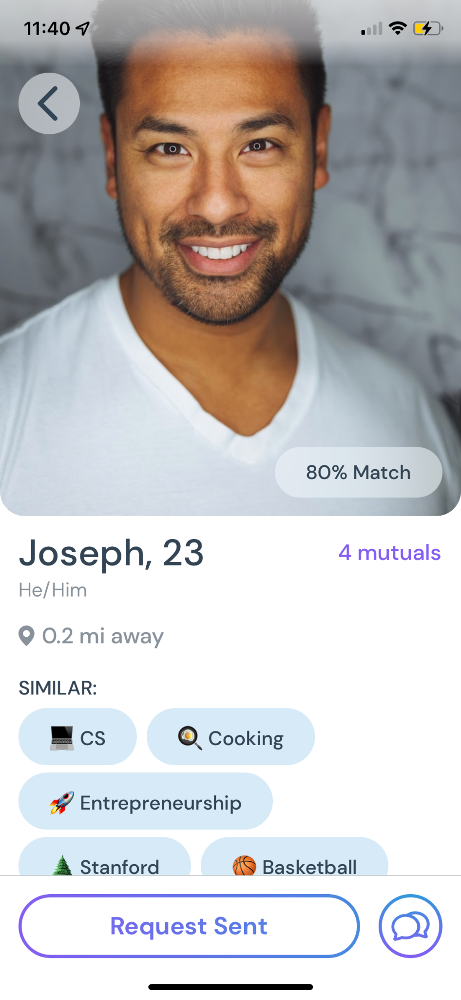 11:40
80% Match
Joseph, 23
4 mutuals
He/Him
0.2 mi away
SIMILAR:
CS
Cooking
Entrepreneurship
Stanford
Basketball
Request Sent